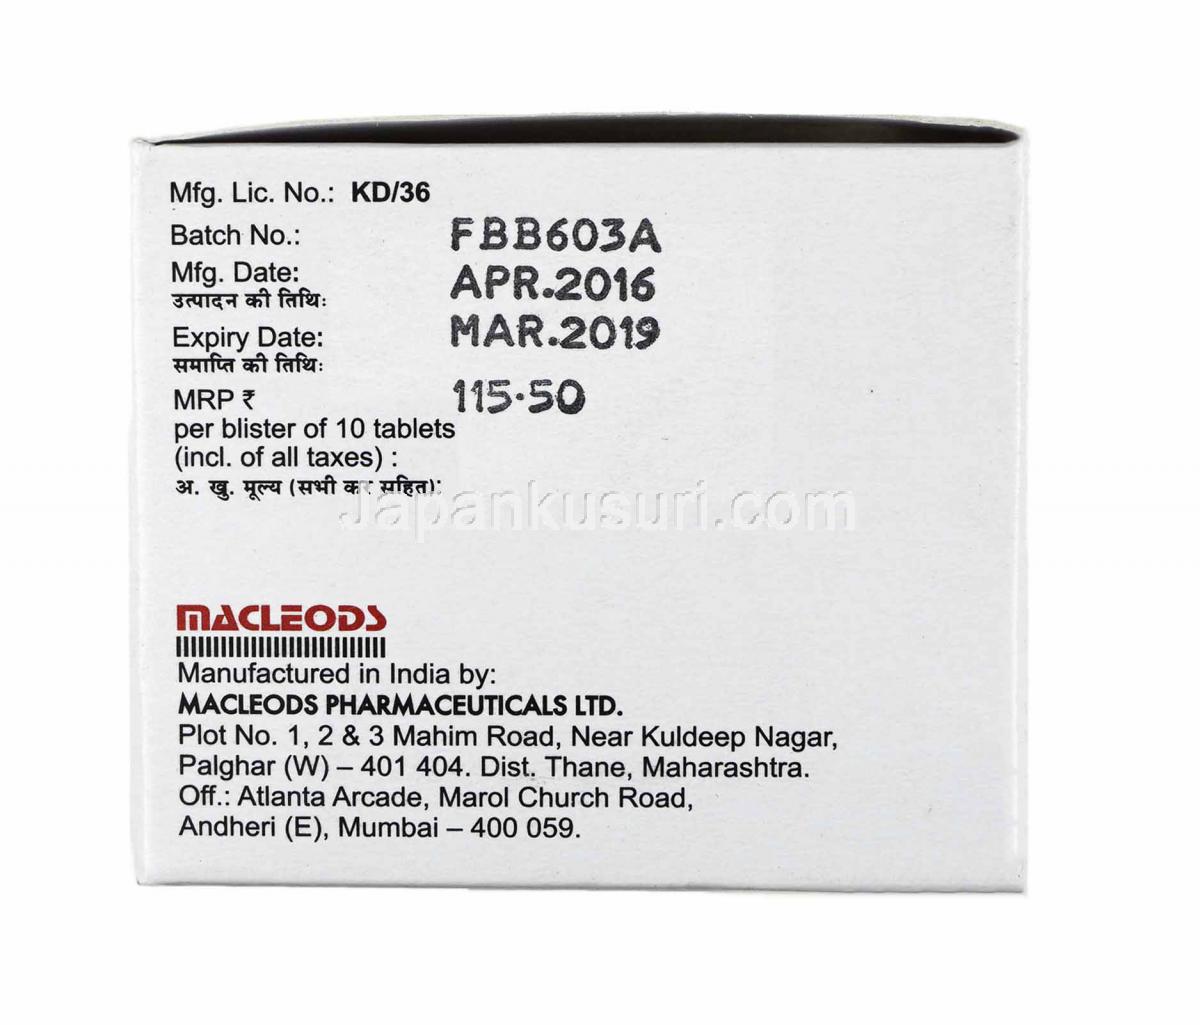 Mfg. Lic. No.: KD/36
Batch No.: FBB603A
Mfg. Date: APR.2016
उत्पादन की तिथिः
Expiry Date: MAR.2019
समाप्ति की तिथिः
MRP ₹ 115.50
per blister of 10 tablets
(incl. of all taxes) :
अ. खु. मूल्य (सभी कर सहित):
Japankusuri.com
MACLEODS
Manufactured in India by:
MACLEODS PHARMACEUTICALS LTD.
Plot No. 1, 2 & 3 Mahim Road, Near Kuldeep Nagar,
Palghar (W) – 401 404. Dist. Thane, Maharashtra.
Off.: Atlanta Arcade, Marol Church Road,
Andheri (E), Mumbai – 400 059.